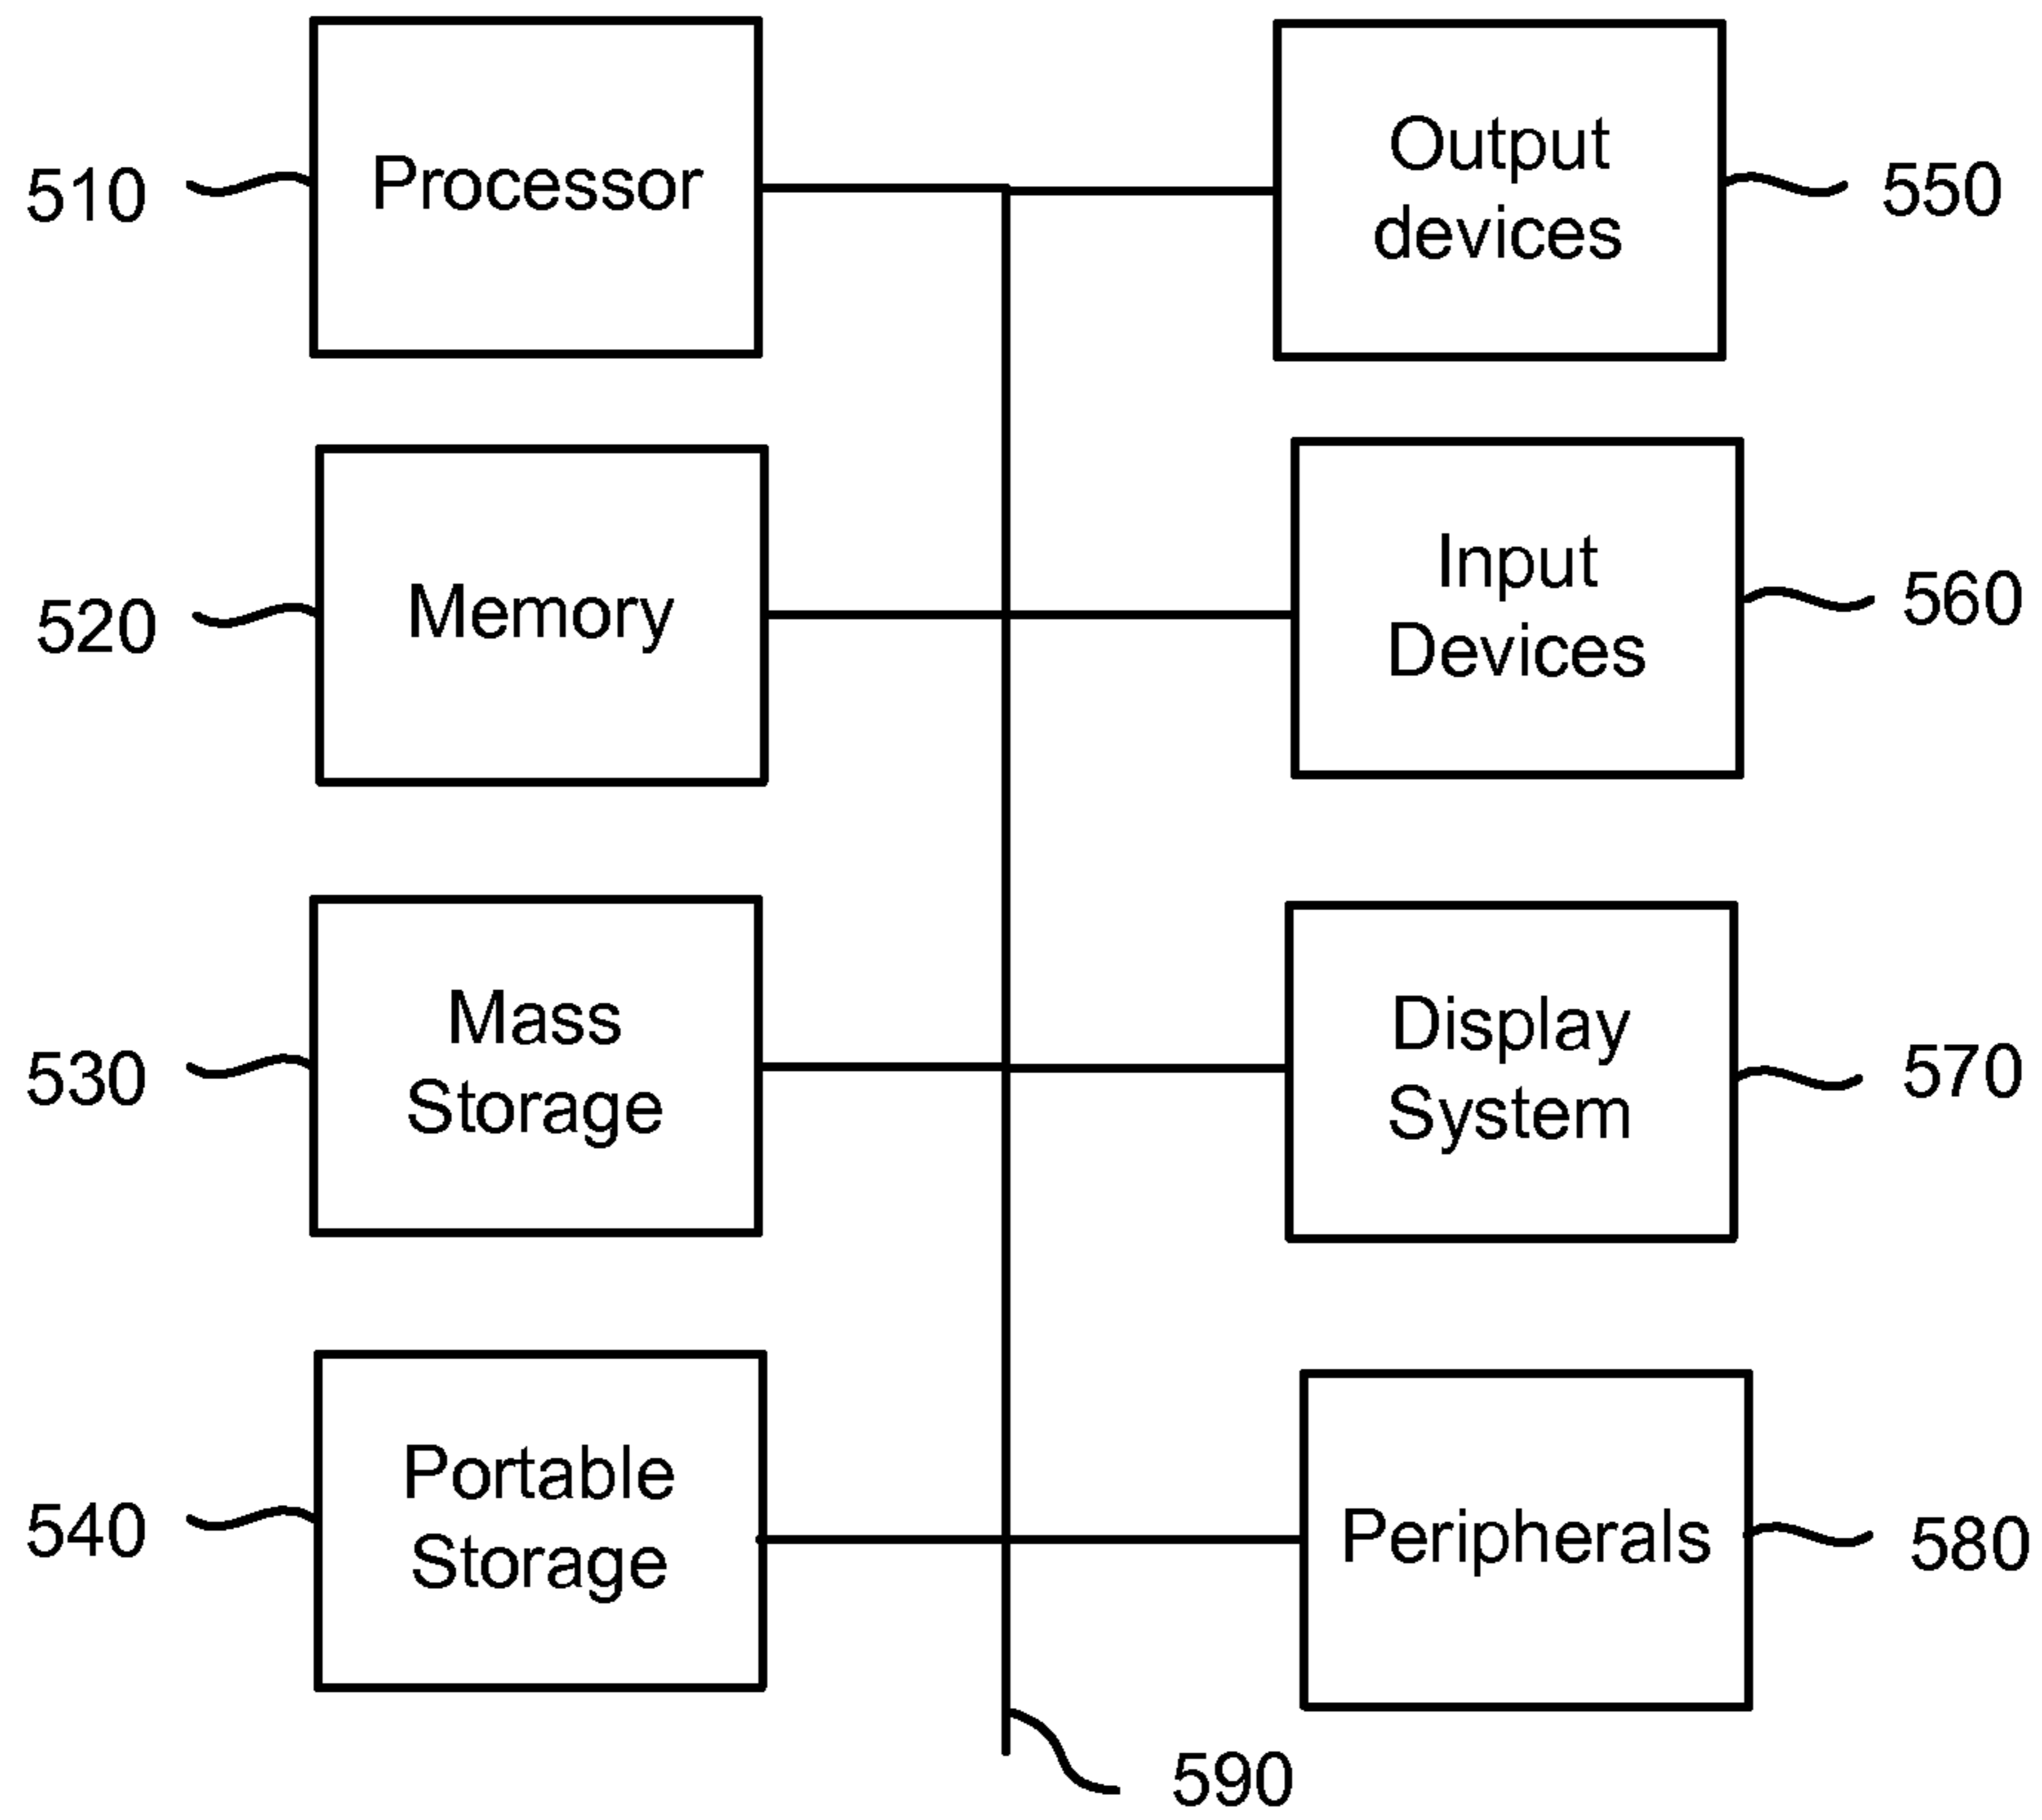 510
Processor
Output
devices
550
520
Memory
Input
Devices
560
530
Mass
Storage
Display
System
570
540
Portable
Storage
Peripherals
580
590